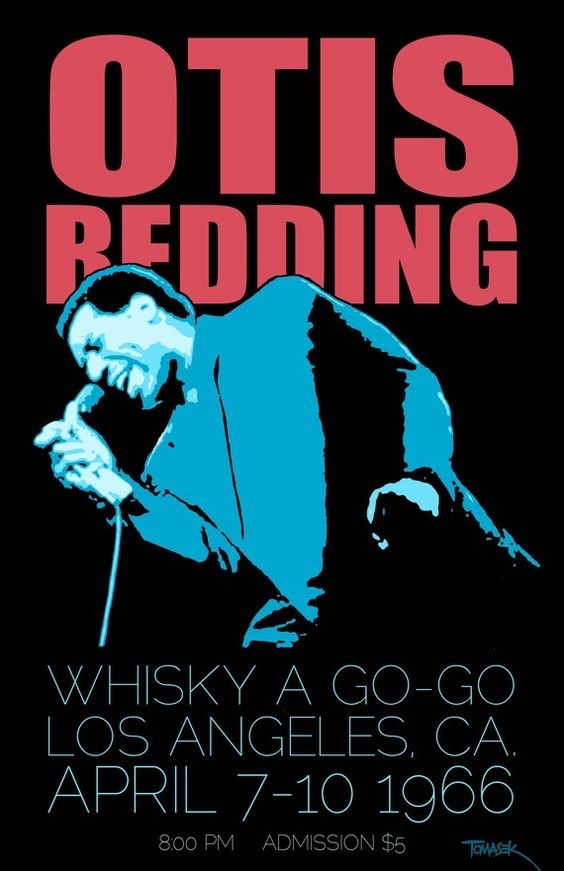 OTIS
REDDING
WHISKY A GO-GO
LOS ANGELES, CA.
APRIL 7-10 1966
8:00 PM ADMISSION $5
TOMASEK